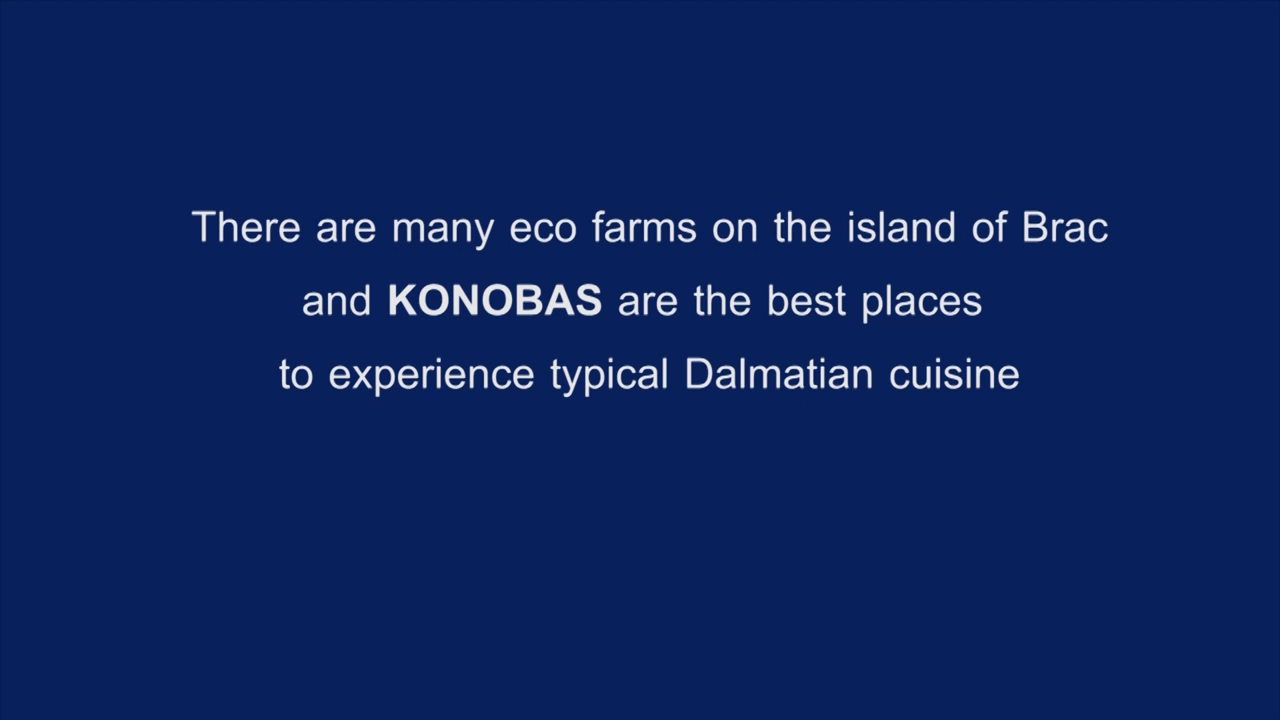 There are many eco farms on the island of Brac
and KONOBAS are the best places
to experience typical Dalmatian cuisine